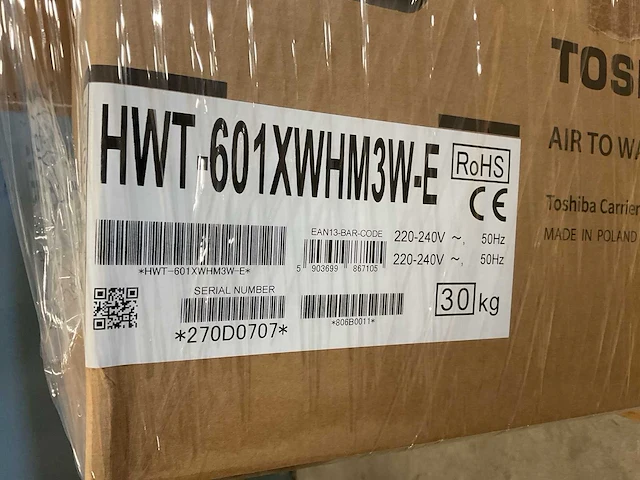 HWT-601XWHM3W-E
RoHS
CE
*HWT-601XWHM3W-E*
EAN13-BAR-CODE
5 903699 867105
220-240V ~, 50Hz
220-240V ~, 50Hz
SERIAL NUMBER
*270D0707*
*806B0011*
30 kg
TOS
AIR TO WA
Toshiba Carrier
MADE IN POLAND